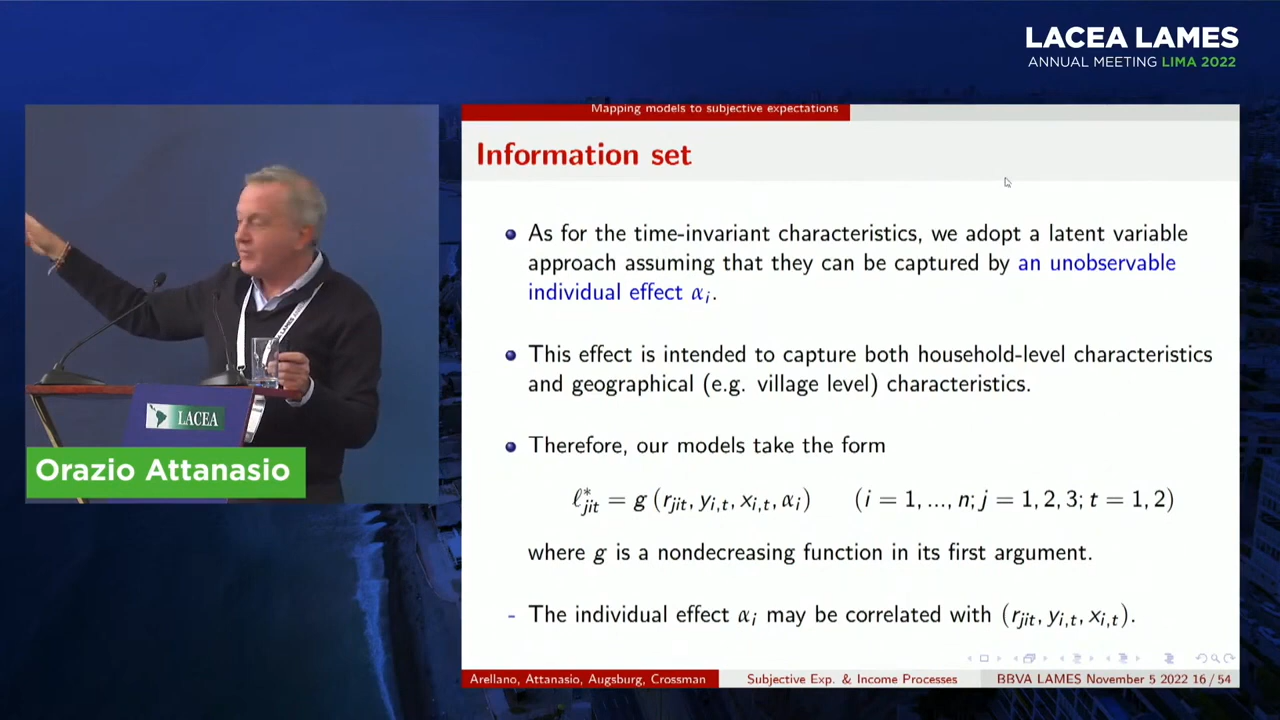 LACEA LAMES
ANNUAL MEETING LIMA 2022
Mapping models to subjective expectations
Information set
As for the time-invariant characteristics, we adopt a latent variable
approach assuming that they can be captured by an unobservable
individual effect αᵢ.
This effect is intended to capture both household-level characteristics
and geographical (e.g. village level) characteristics.
Therefore, our models take the form
ℓ*ⱼᵢₜ = g (rⱼᵢₜ, yᵢ,ₜ, xᵢ,ₜ, αᵢ) (i = 1, ..., n; j = 1, 2, 3; t = 1, 2)
where g is a nondecreasing function in its first argument.
- The individual effect αᵢ may be correlated with (rⱼᵢₜ, yᵢ,ₜ, xᵢ,ₜ).
Arellano, Attanasio, Augsburg, Crossman Subjective Exp. & Income Processes BBVA LAMES November 5 2022 16 / 54
LACEA
Orazio Attanasio